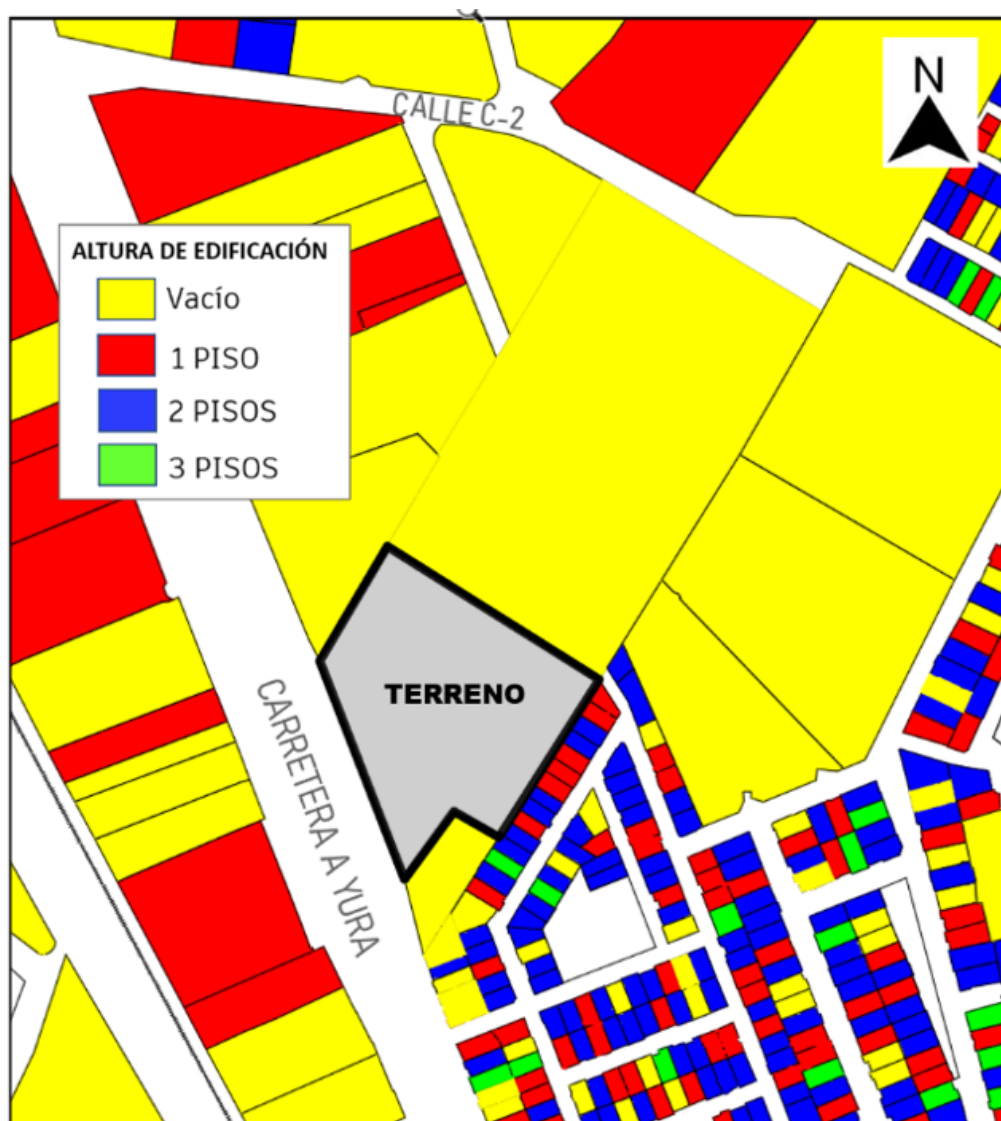 N
CALLE C-2
ALTURA DE EDIFICACIÓN
Vacío
1 PISO
2 PISOS
3 PISOS
TERRENO
CARRETERA A YURA